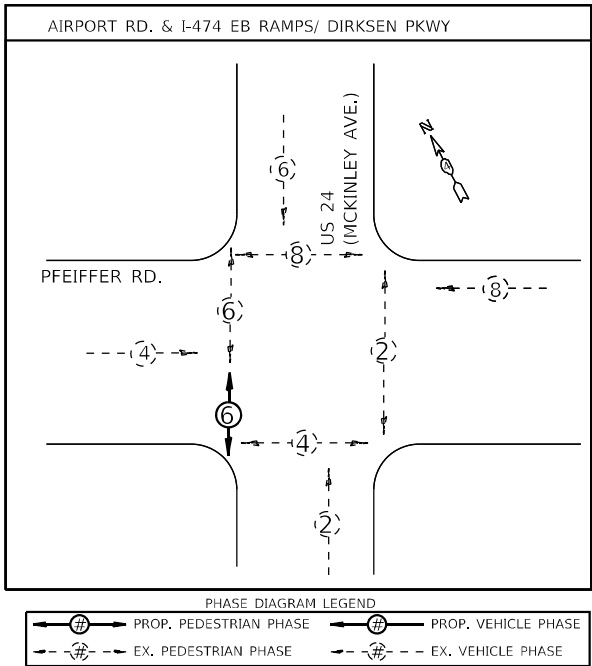 AIRPORT RD. & I-474 EB RAMPS/ DIRKSEN PKWY
N
4
6
US 24
(MCKINLEY AVE.)
8
PFEIFFER RD.
8
6
4
2
6
4
2
PHASE DIAGRAM LEGEND
# PROP. PEDESTRIAN PHASE # PROP. VEHICLE PHASE
# EX. PEDESTRIAN PHASE # EX. VEHICLE PHASE